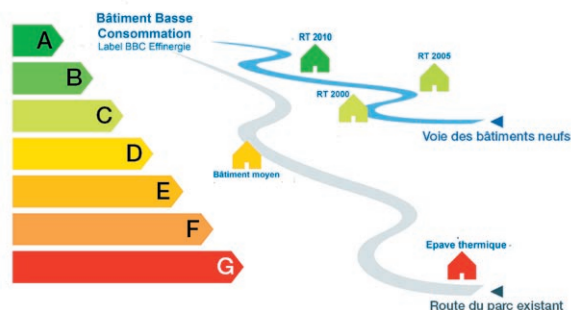 Bâtiment Basse
Consommation
Label BBC Effinergie
A
B
C
D
E
F
G
RT 2010
RT 2005
RT 2000
Voie des bâtiments neufs
Bâtiment moyen
Epave thermique
Route du parc existant